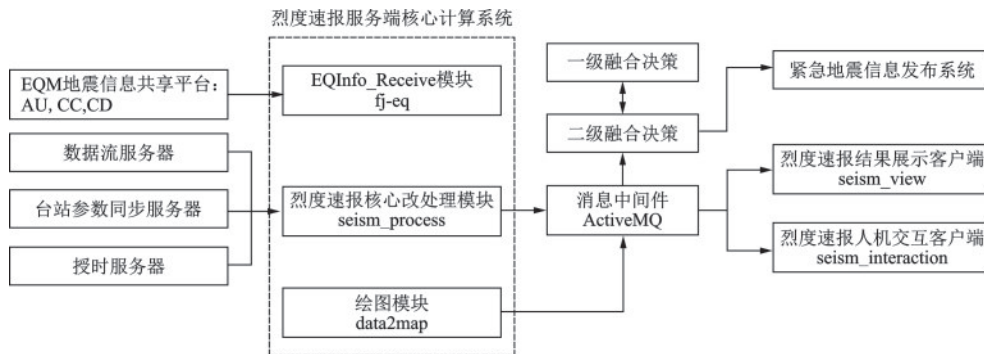 烈度速报服务端核心计算系统
EQM地震信息共享平台：
AU, CC,CD
数据流服务器
台站参数同步服务器
授时服务器
EQInfo_Receive模块
fj-eq
烈度速报核心改处理模块
seism_process
绘图模块
data2map
一级融合决策
二级融合决策
消息中间件
ActiveMQ
紧急地震信息发布系统
烈度速报结果展示客户端
seism_view
烈度速报人机交互客户端
seism_interaction